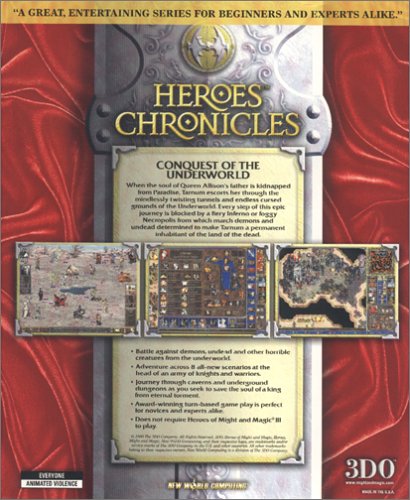 “A GREAT, ENTERTAINING SERIES FOR BEGINNERS AND EXPERTS ALIKE.”
HEROES
CHRONICLES
CONQUEST OF THE
UNDERWORLD
When the soul of Queen Allison's father is kidnapped
from Paradise, Tarnum escorts her through the
mindlessly twisting tunnels and endless cursed
grounds of the Underworld. Every step of this epic
journey is blocked by a fiery Inferno or foggy
Necropolis from which march demons and
undead determined to make Tarnum a permanent
inhabitant of the land of the dead.
• Battle against demons, undead and other horrible
creatures from the underworld.
• Adventure across 8 all-new scenarios at the
head of an army of knights and warriors.
• Journey through caverns and underground
dungeons as you seek to save the soul of a king
from eternal torment.
• Award-winning turn-based game play is perfect
for novices and experts alike.
• Does not require Heroes of Might and Magic® III
to play.
EVERYONE
ANIMATED VIOLENCE
NEW WORLD COMPUTING
3DO
www.mightandmagic.com
MADE IN THE U.S.A.